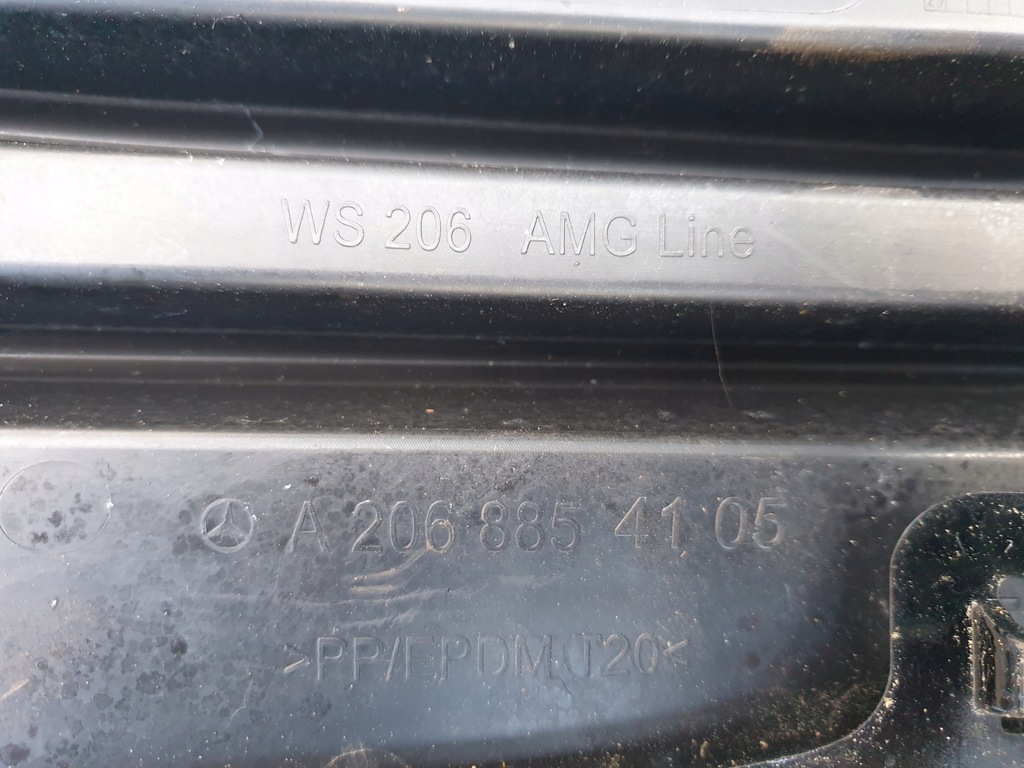 WS 206 AMG Line
A 206 885 41 05
>PP/EPDM T20<